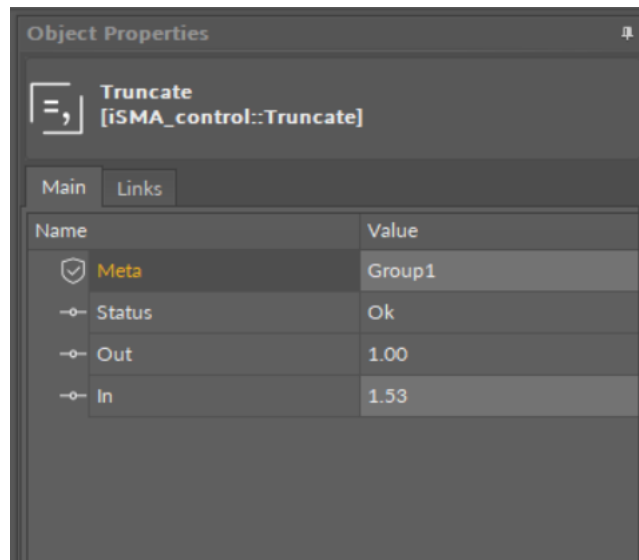 Object Properties
=,
Truncate
[iSMA_control::Truncate]
Main Links
Name Value
Meta Group1
Status Ok
Out 1.00
In 1.53